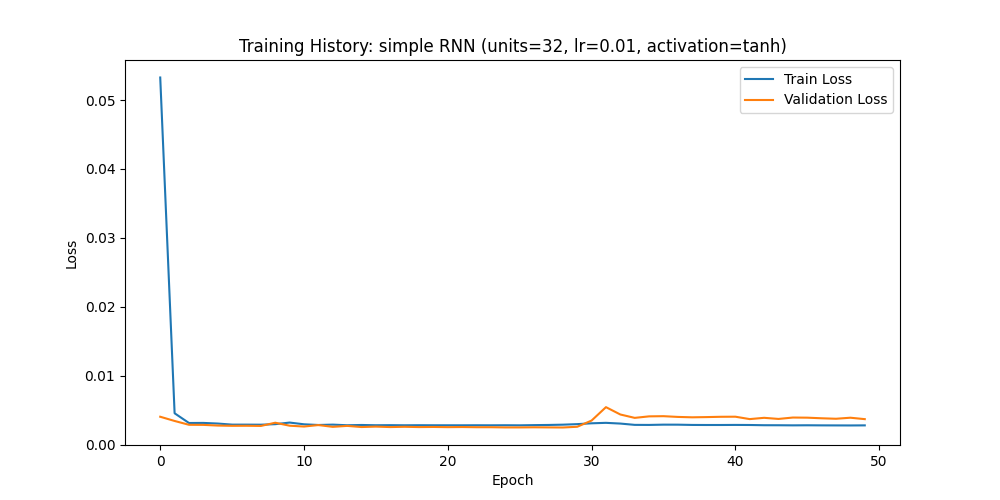 Training History: simple RNN (units=32, lr=0.01, activation=tanh)
Train Loss
Validation Loss
0.05
0.04
0.03
0.02
0.01
0.00
Loss
0 10 20 30 40 50
Epoch